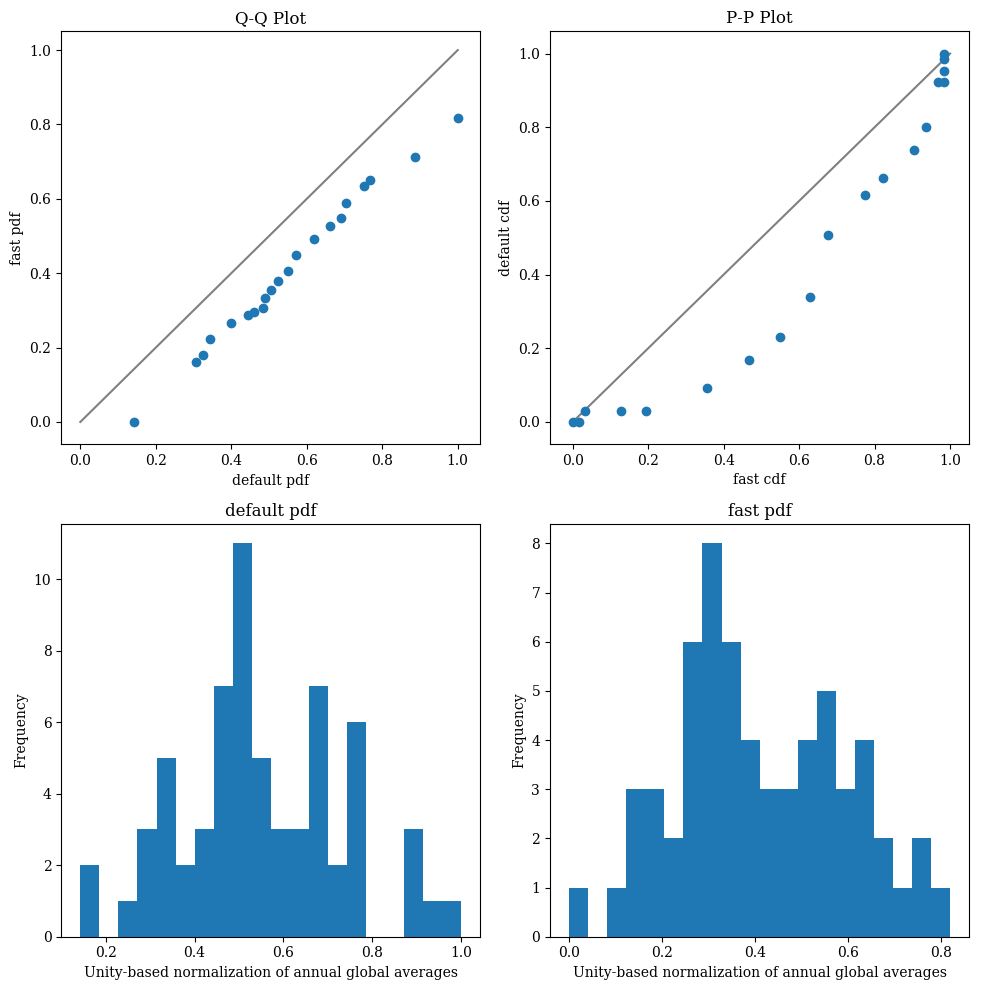 Q-Q Plot
1.0
0.8
0.6
0.4
0.2
0.0
fast pdf
0.0 0.2 0.4 0.6 0.8 1.0
default pdf
P-P Plot
1.0
0.8
0.6
0.4
0.2
0.0
default cdf
0.0 0.2 0.4 0.6 0.8 1.0
fast cdf
default pdf
10
8
6
4
2
0
Frequency
0.2 0.4 0.6 0.8 1.0
Unity-based normalization of annual global averages
fast pdf
8
7
6
5
4
3
2
1
0
Frequency
0.0 0.2 0.4 0.6 0.8
Unity-based normalization of annual global averages